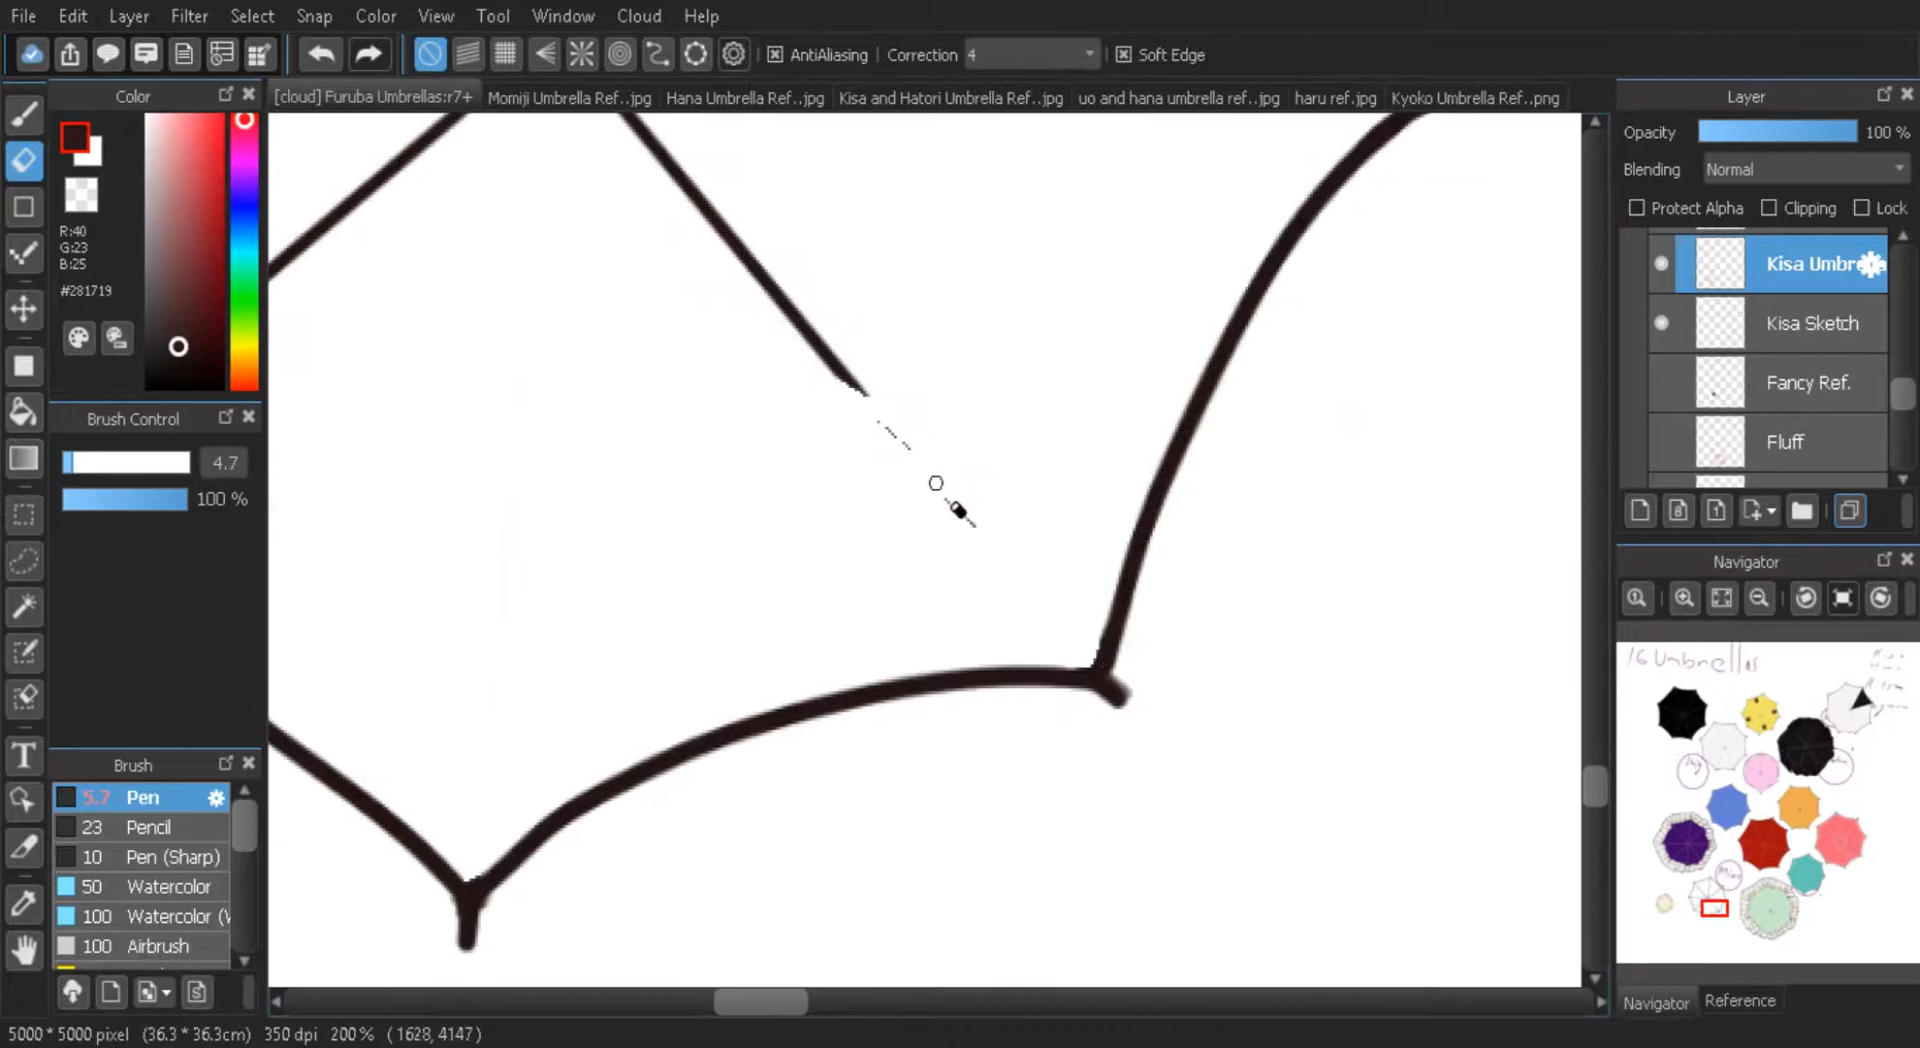 File Edit Layer Filter Select Snap Color View Tool Window Cloud Help
AntiAliasing Correction 4 Soft Edge
Color
[cloud] Furuba Umbrellas:r7+ Momiji Umbrella Ref..jpg Hana Umbrella Ref..jpg Kisa and Hatori Umbrella Ref..jpg uo and hana umbrella ref..jpg haru ref.jpg Kyoko Umbrella Ref..png
R:40
G:23
B:25
#281719
Brush Control
4.7
100 %
Brush
5.7 Pen
23 Pencil
10 Pen (Sharp)
50 Watercolor
100 Watercolor (
100 Airbrush
Layer
Opacity 100 %
Blending Normal
Protect Alpha Clipping Lock
Kisa Umbre
Kisa Sketch
Fancy Ref.
Fluff
Navigator
16 Umbrellas
Navigator Reference
5000 * 5000 pixel (36.3 * 36.3cm) 350 dpi 200 % ( 1628, 4147 )